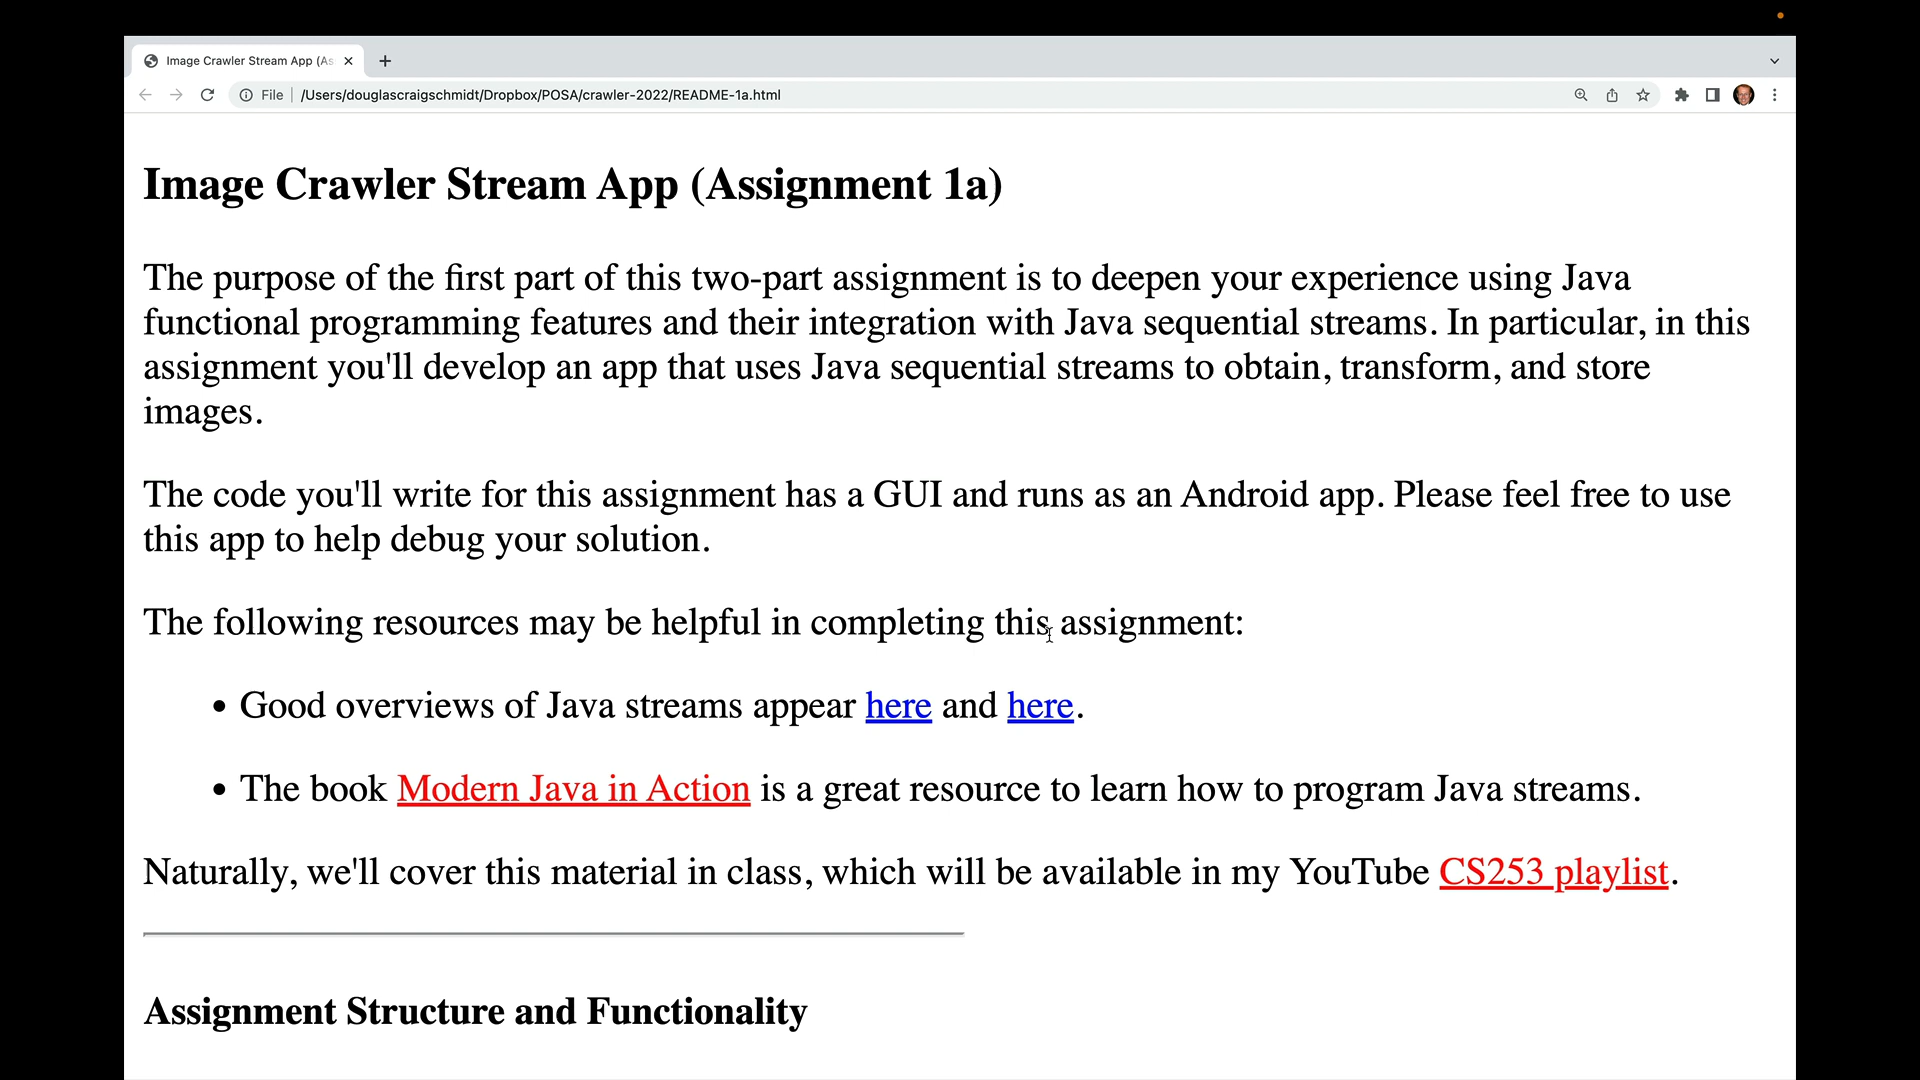 Image Crawler Stream App (As
File
/Users/douglascraigschmidt/Dropbox/POSA/crawler-2022/README-1a.html
Image Crawler Stream App (Assignment 1a)
The purpose of the first part of this two-part assignment is to deepen your experience using Java
functional programming features and their integration with Java sequential streams. In particular, in this
assignment you'll develop an app that uses Java sequential streams to obtain, transform, and store
images.
The code you'll write for this assignment has a GUI and runs as an Android app. Please feel free to use
this app to help debug your solution.
The following resources may be helpful in completing this assignment:
• Good overviews of Java streams appear here and here.
• The book Modern Java in Action is a great resource to learn how to program Java streams.
Naturally, we'll cover this material in class, which will be available in my YouTube CS253 playlist.
Assignment Structure and Functionality